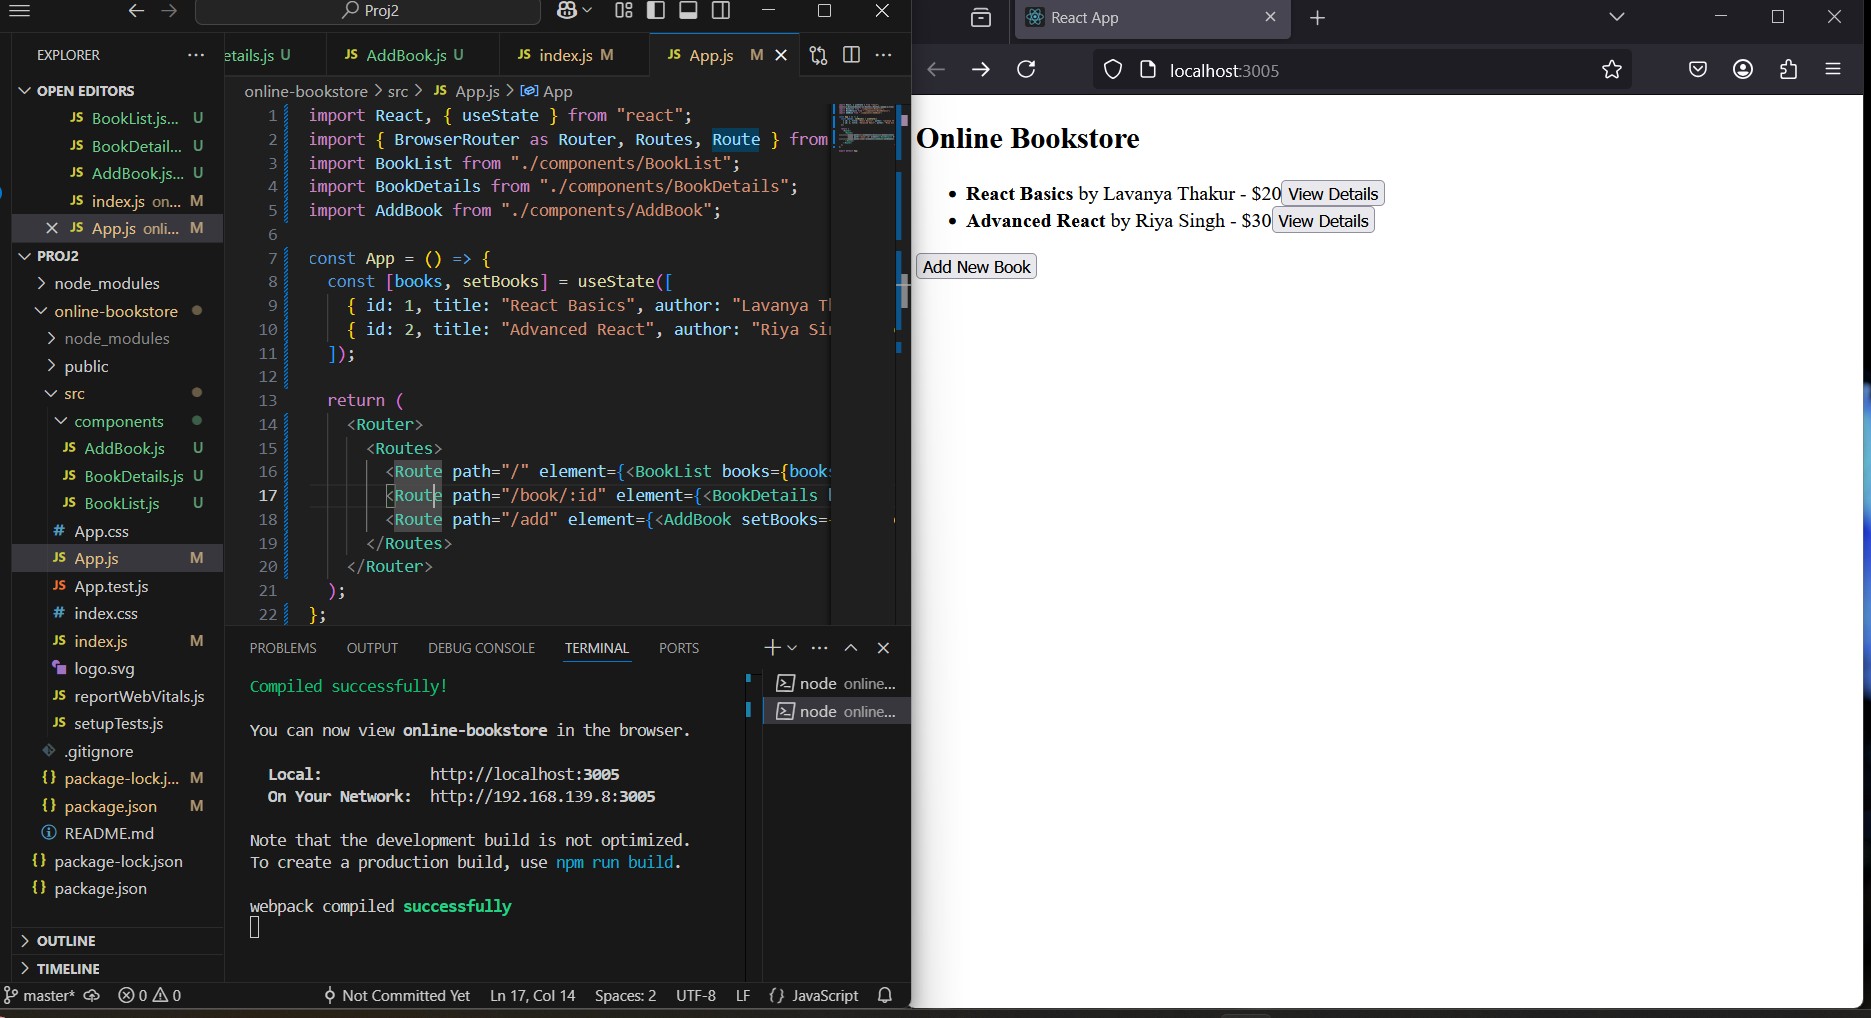 Proj2
EXPLORER
etails.js U
JS AddBook.js U
JS index.js M
JS App.js M
OPEN EDITORS
JS BookList.js... U
JS BookDetail... U
JS AddBook.js... U
JS index.js on... M
JS App.js onli... M
PROJ2
node_modules
online-bookstore
node_modules
public
src
components
JS AddBook.js U
JS BookDetails.js U
JS BookList.js U
# App.css
JS App.js M
JS App.test.js
# index.css
JS index.js M
logo.svg
JS reportWebVitals.js
JS setupTests.js
.gitignore
{} package-lock.j... M
{} package.json M
README.md
{} package-lock.json
{} package.json
OUTLINE
TIMELINE
online-bookstore > src > JS App.js > App
1 import React, { useState } from "react";
2 import { BrowserRouter as Router, Routes, Route } from
3 import BookList from "./components/BookList";
4 import BookDetails from "./components/BookDetails";
5 import AddBook from "./components/AddBook";
6
7 const App = () => {
8 const [books, setBooks] = useState([
9 { id: 1, title: "React Basics", author: "Lavanya T
10 { id: 2, title: "Advanced React", author: "Riya Si
11 ]);
12
13 return (
14 <Router>
15 <Routes>
16 <Route path="/" element={<BookList books={book
17 <Route path="/book/:id" element={<BookDetails
18 <Route path="/add" element={<AddBook setBooks=
19 </Routes>
20 </Router>
21 );
22 };
PROBLEMS OUTPUT DEBUG CONSOLE TERMINAL PORTS
Compiled successfully!
You can now view online-bookstore in the browser.
Local: http://localhost:3005
On Your Network: http://192.168.139.8:3005
Note that the development build is not optimized.
To create a production build, use npm run build.
webpack compiled successfully
node online...
node online...
master* 0 0 Not Committed Yet Ln 17, Col 14 Spaces: 2 UTF-8 LF {} JavaScript
React App
localhost:3005
Online Bookstore
• React Basics by Lavanya Thakur - $20 View Details
• Advanced React by Riya Singh - $30 View Details
Add New Book